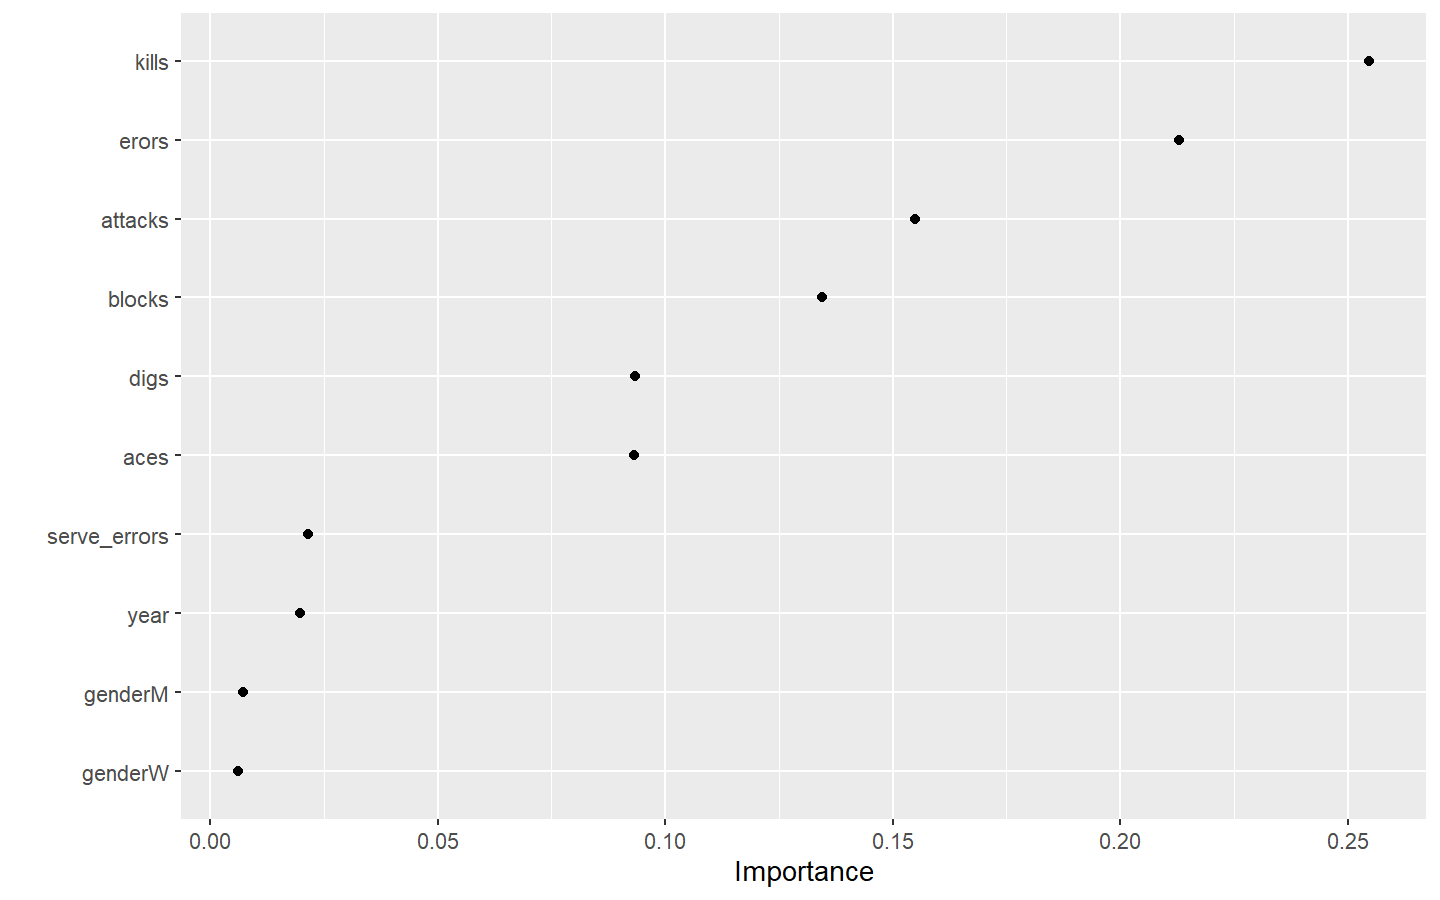 kills
erors
attacks
blocks
digs
aces
serve_errors
year
genderM
genderW
0.00 0.05 0.10 0.15 0.20 0.25
Importance